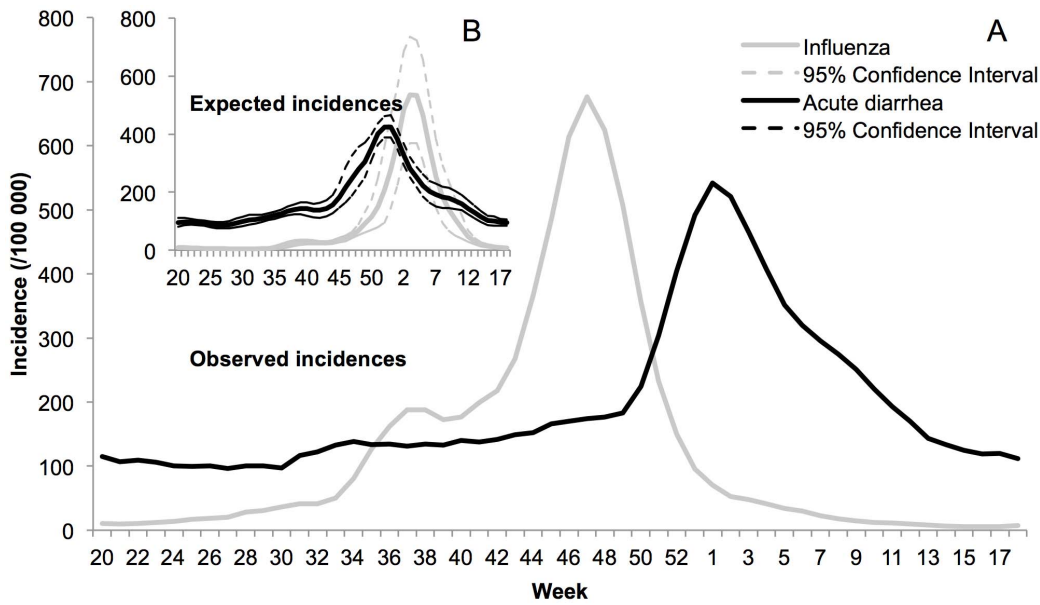 A
Influenza
95% Confidence Interval
Acute diarrhea
95% Confidence Interval
B
Expected incidences
800
600
400
200
0
20 25 30 35 40 45 50 2 7 12 17
Observed incidences
Incidence (/100 000)
800
700
600
500
400
300
200
100
0
20 22 24 26 28 30 32 34 36 38 40 42 44 46 48 50 52 1 3 5 7 9 11 13 15 17
Week